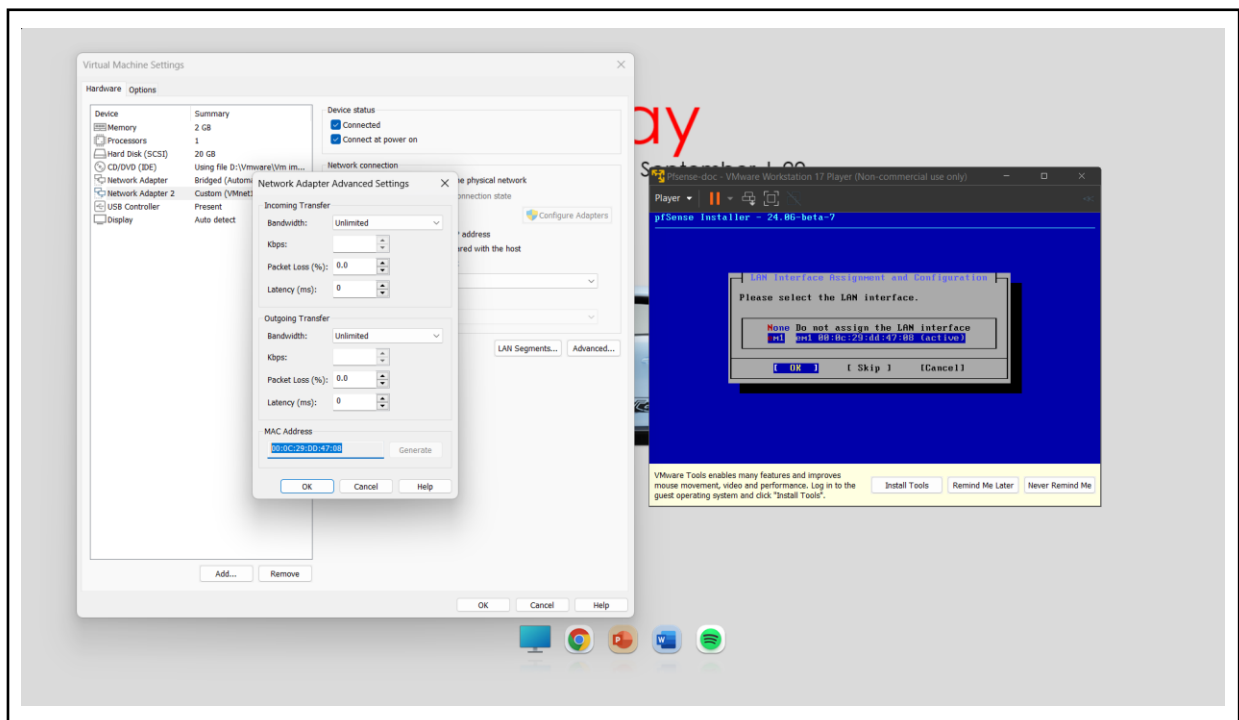 Virtual Machine Settings
Hardware Options
Device Summary
Memory 2 GB
Processors 1
Hard Disk (SCSI) 20 GB
CD/DVD (IDE) Using file D:\Vmware\Vm im...
Network Adapter Bridged (Automa
Network Adapter 2 Custom (VMnet
USB Controller Present
Display Auto detect
Add... Remove
Device status
Connected
Connect at power on
Network connection
e physical network
onnection state
Configure Adapters
address
ared with the host
LAN Segments... Advanced...
OK Cancel Help
Network Adapter Advanced Settings
Incoming Transfer
Bandwidth: Unlimited
Kbps:
Packet Loss (%): 0.0
Latency (ms): 0
Outgoing Transfer
Bandwidth: Unlimited
Kbps:
Packet Loss (%): 0.0
Latency (ms): 0
MAC Address
00:0C:29:DD:47:08 Generate
OK Cancel Help
ay
Pfsense-doc - VMware Workstation 17 Player (Non-commercial use only)
Player
pfSense Installer - 24.06-beta-7
LAN Interface Assignment and Configuration
Please select the LAN interface.
None Do not assign the LAN interface
em1 em1 00:0c:29:dd:47:08 (active)
[ OK ] [ Skip ] [Cancel]
VMware Tools enables many features and improves
mouse movement, video and performance. Log in to the
guest operating system and click "Install Tools".
Install Tools Remind Me Later Never Remind Me